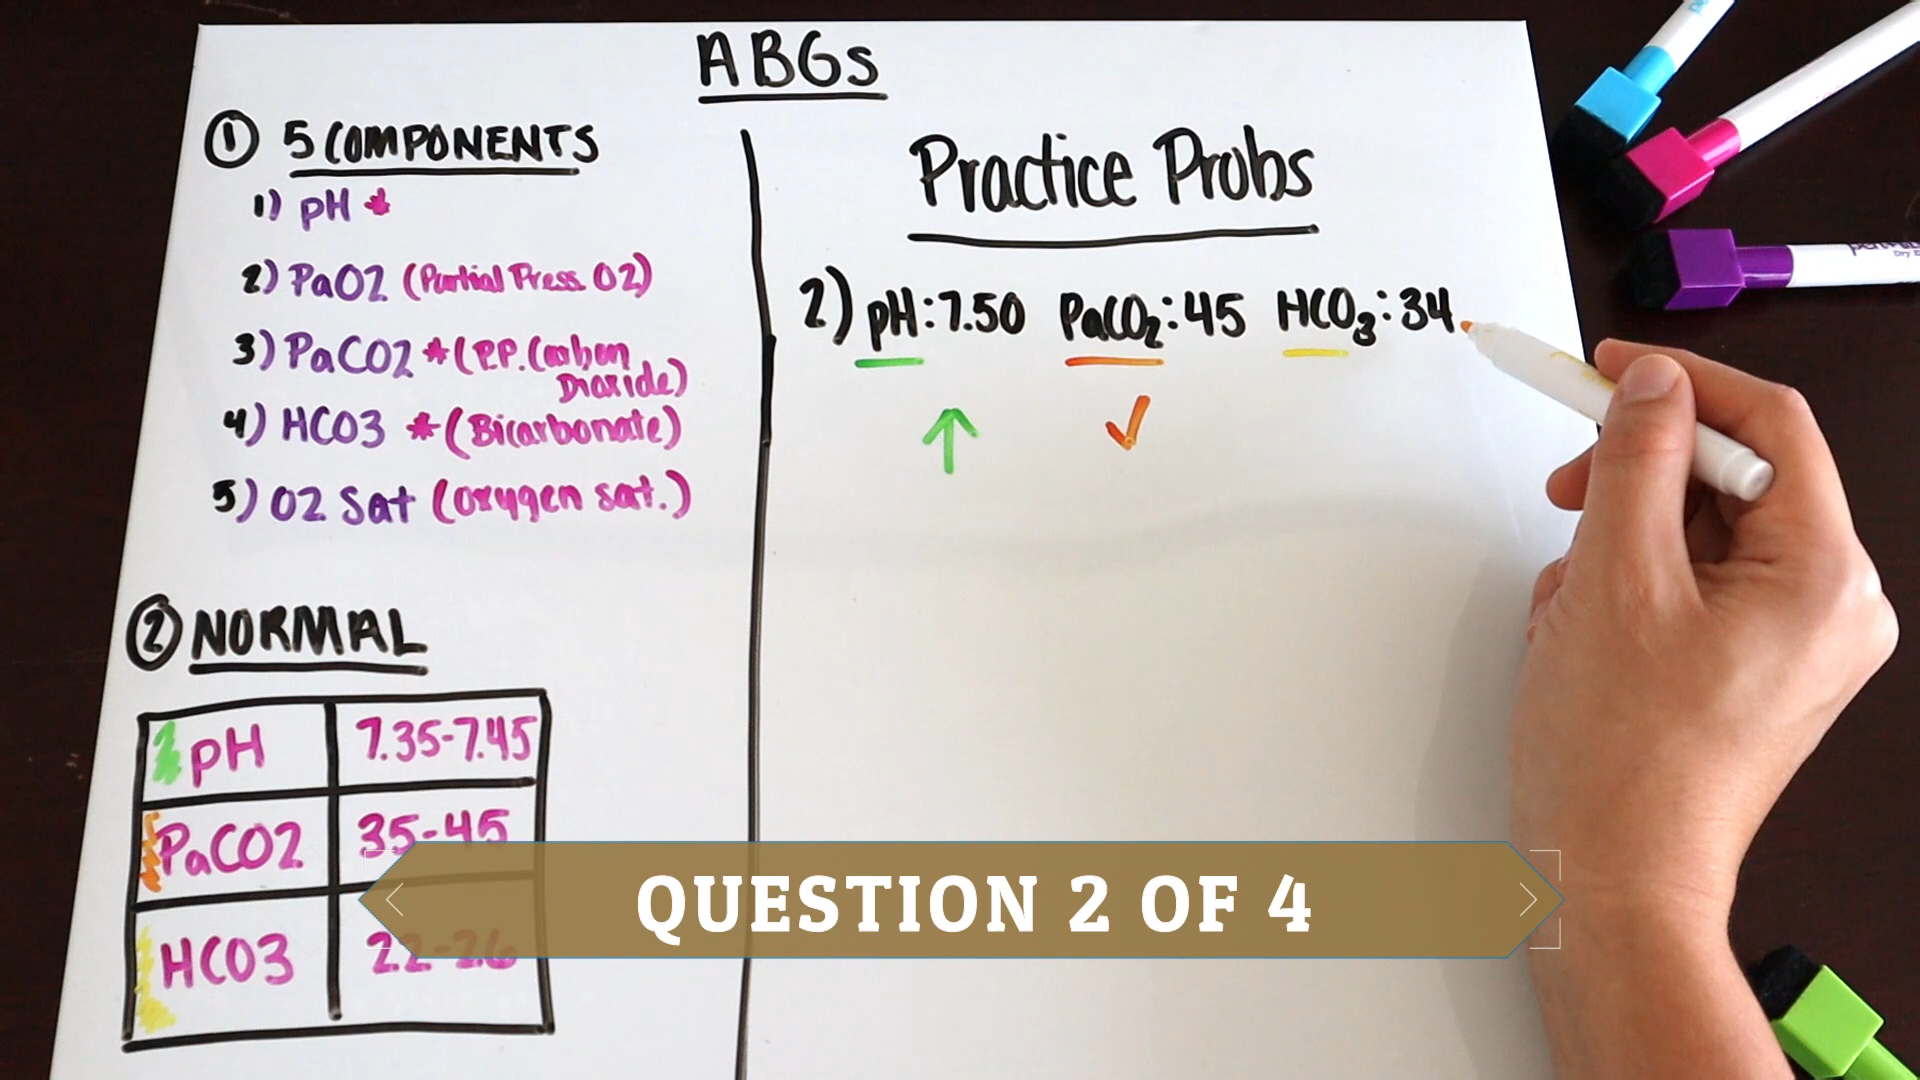 ABGs
① 5 COMPONENTS
1) pH *
2) PaO2 (Partial Press. O2)
3) PaCO2 * (P.P. Carbon
Dioxide)
4) HCO3 * (Bicarbonate)
5) O2 Sat (Oxygen sat.)
② NORMAL
pH 7.35-7.45
PaCO2 35-45
HCO3 22-26
Practice Probs
2) pH: 7.50 PaCO₂: 45 HCO₃: 34
↑ ✓
QUESTION 2 OF 4